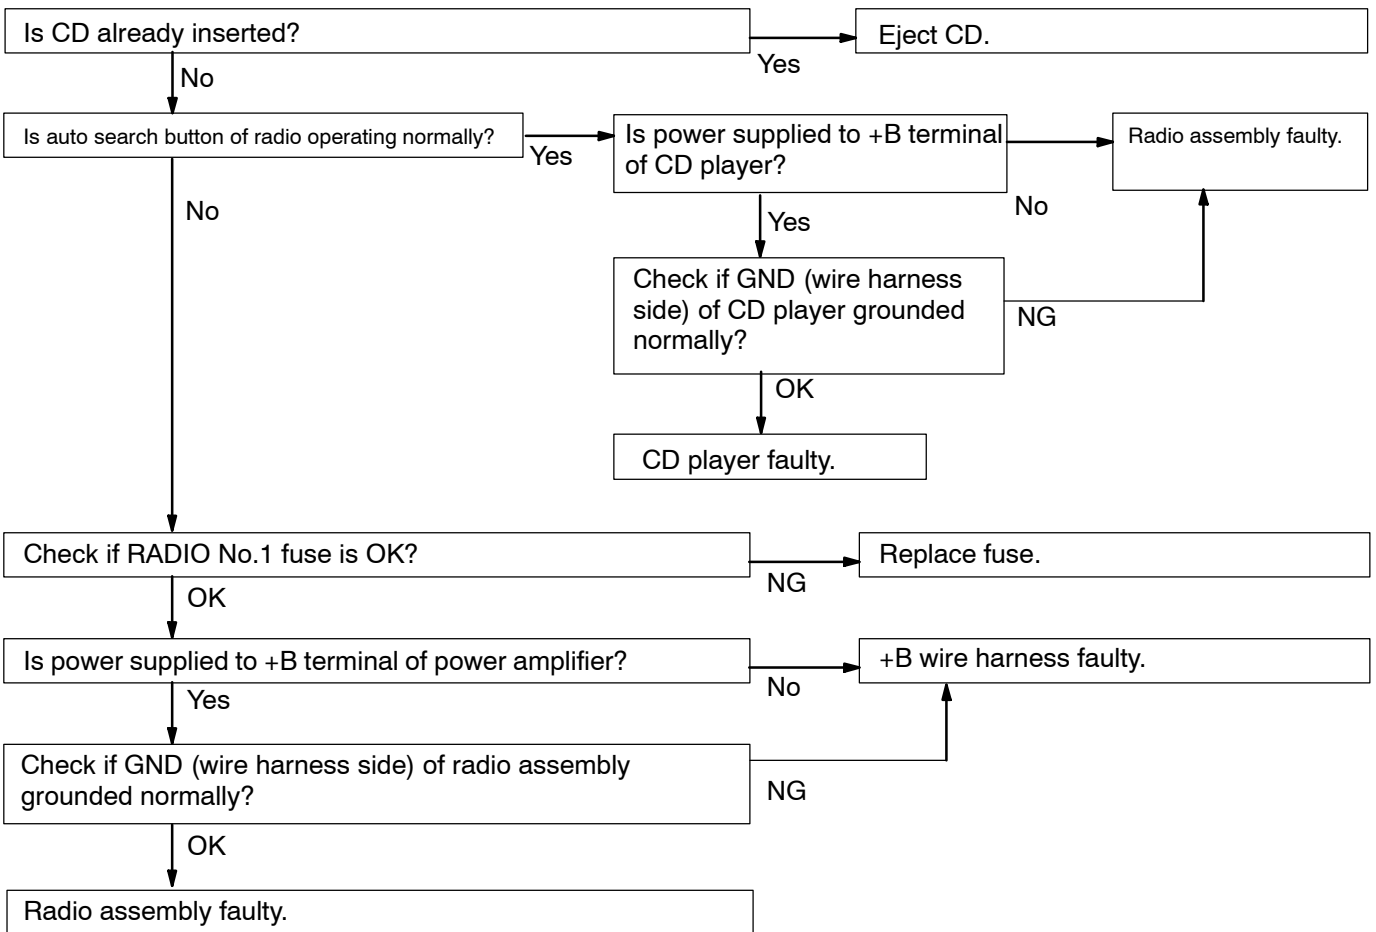 Is CD already inserted?
Eject CD.
Yes
No
Is auto search button of radio operating normally?
Yes
Is power supplied to +B terminal
of CD player?
Radio assembly faulty.
No
No
Yes
Check if GND (wire harness
side) of CD player grounded
normally?
NG
OK
CD player faulty.
Check if RADIO No.1 fuse is OK?
Replace fuse.
NG
OK
Is power supplied to +B terminal of power amplifier?
+B wire harness faulty.
No
Yes
Check if GND (wire harness side) of radio assembly
grounded normally?
NG
OK
Radio assembly faulty.